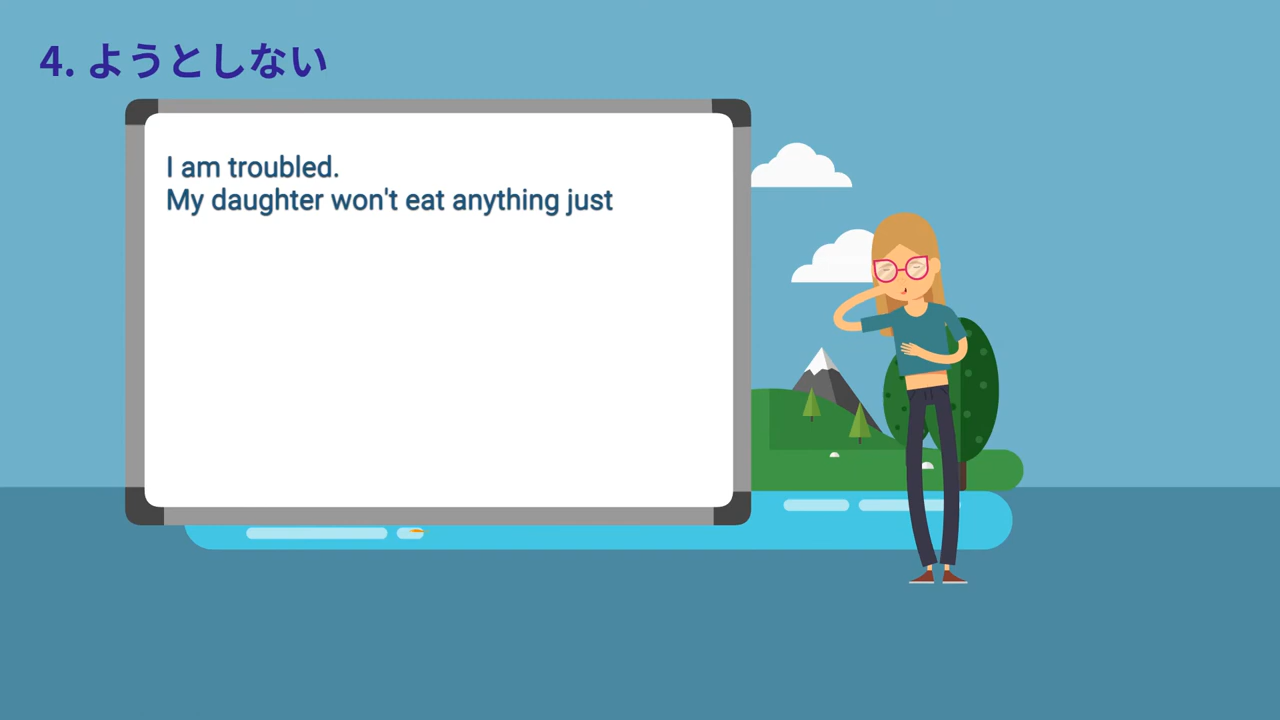 4. ようとしない
I am troubled.
My daughter won't eat anything just